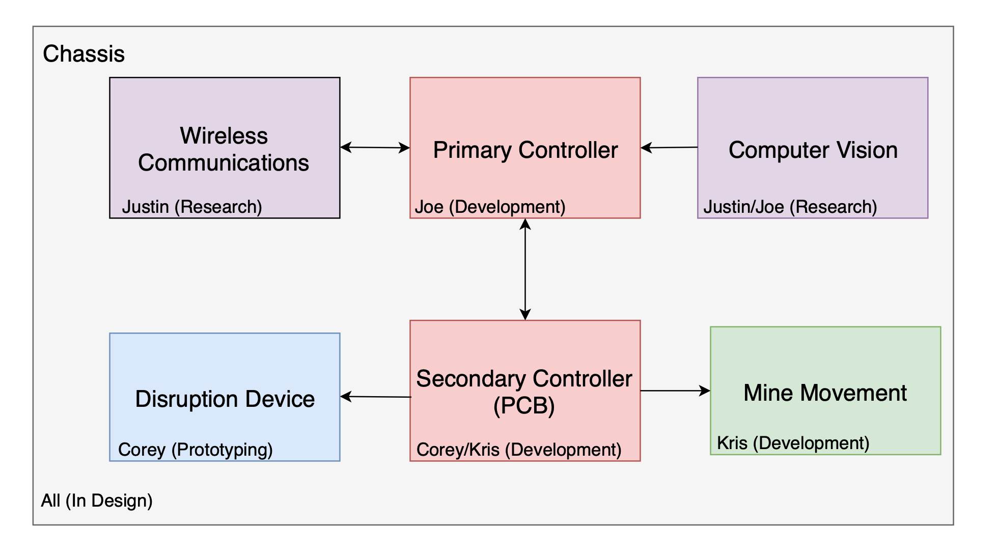 Chassis
Wireless
Communications
Justin (Research)
Primary Controller
Joe (Development)
Computer Vision
Justin/Joe (Research)
Disruption Device
Corey (Prototyping)
Secondary Controller
(PCB)
Corey/Kris (Development)
Mine Movement
Kris (Development)
All (In Design)